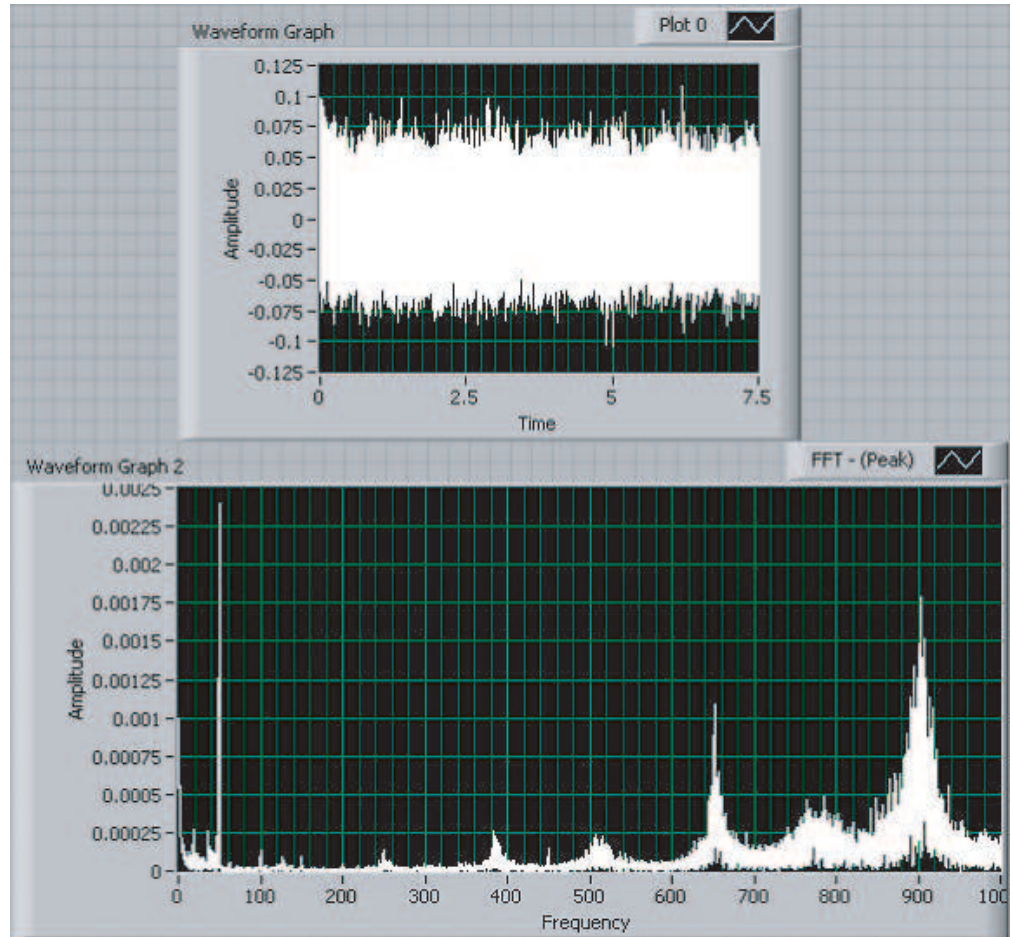 Waveform Graph
Plot 0
0.125
0.1
0.075
0.05
0.025
0
-0.025
-0.05
-0.075
-0.1
-0.125
Amplitude
0 2.5 5 7.5
Time
Waveform Graph 2
FFT - (Peak)
0.0025
0.00225
0.002
0.00175
0.0015
0.00125
0.001
0.00075
0.0005
0.00025
0
Amplitude
0 100 200 300 400 500 600 700 800 900 100
Frequency